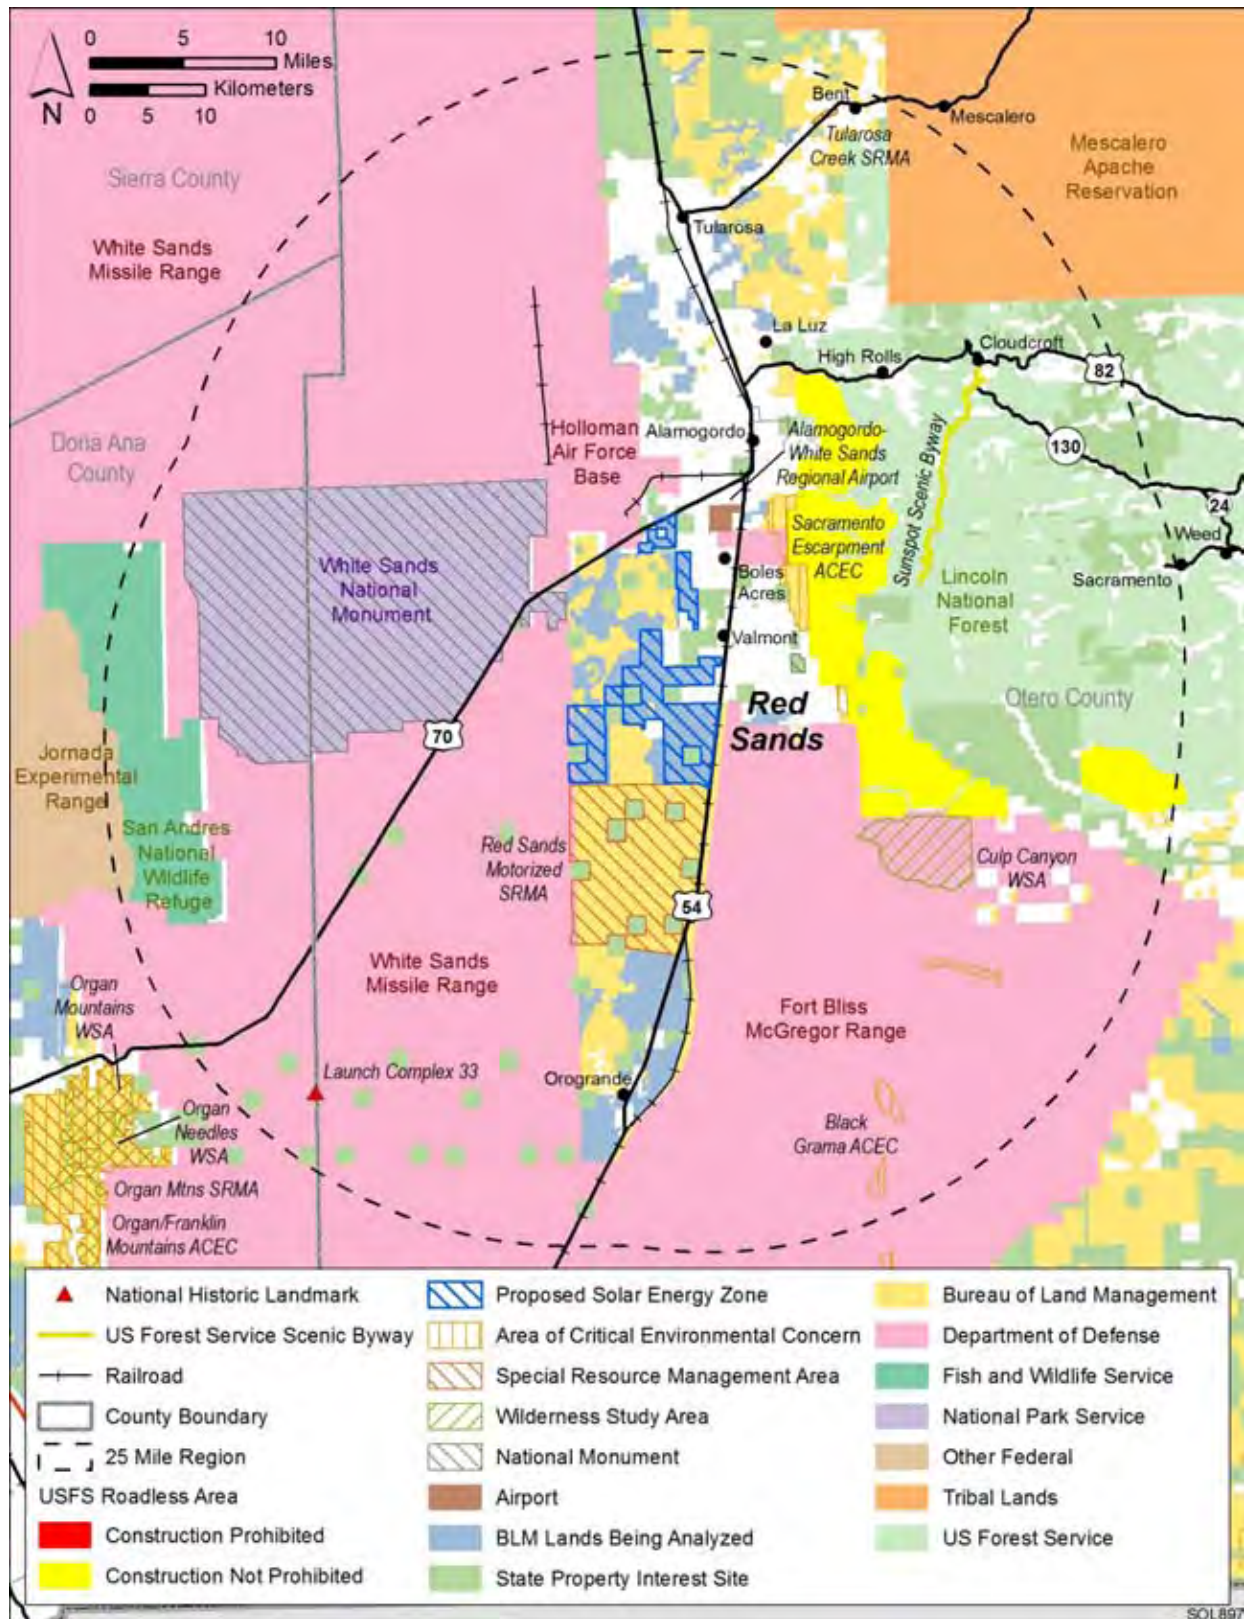 0 5 10
Miles
Kilometers
0 5 10
N
Sierra County
White Sands
Missile Range
Bent
Mescalero
Tularosa
Creek SRMA
Mescalero
Apache
Reservation
Tularosa
La Luz
High Rolls
Cloudcroft
82
Doña Ana
County
Holloman
Air Force
Base
Alamogordo
Alamogordo-
White Sands
Regional Airport
130
Sunspot Scenic Byway
24
Weed
Sacramento
White Sands
National
Monument
Sacramento
Escarpment
ACEC
Boles
Acres
Lincoln
National
Forest
Valmont
Red
Sands
Otero County
70
Jornada
Experimental
Range
San Andres
National
Wildlife
Refuge
Red Sands
Motorized
SRMA
Culp Canyon
WSA
54
White Sands
Missile Range
Organ
Mountains
WSA
Fort Bliss
McGregor Range
Launch Complex 33
Orogrande
Organ
Needles
WSA
Black
Grama ACEC
Organ Mtns SRMA
Organ/Franklin
Mountains ACEC
National Historic Landmark
US Forest Service Scenic Byway
Railroad
County Boundary
25 Mile Region
USFS Roadless Area
Construction Prohibited
Construction Not Prohibited
Proposed Solar Energy Zone
Area of Critical Environmental Concern
Special Resource Management Area
Wilderness Study Area
National Monument
Airport
BLM Lands Being Analyzed
State Property Interest Site
Bureau of Land Management
Department of Defense
Fish and Wildlife Service
National Park Service
Other Federal
Tribal Lands
US Forest Service
SOL897